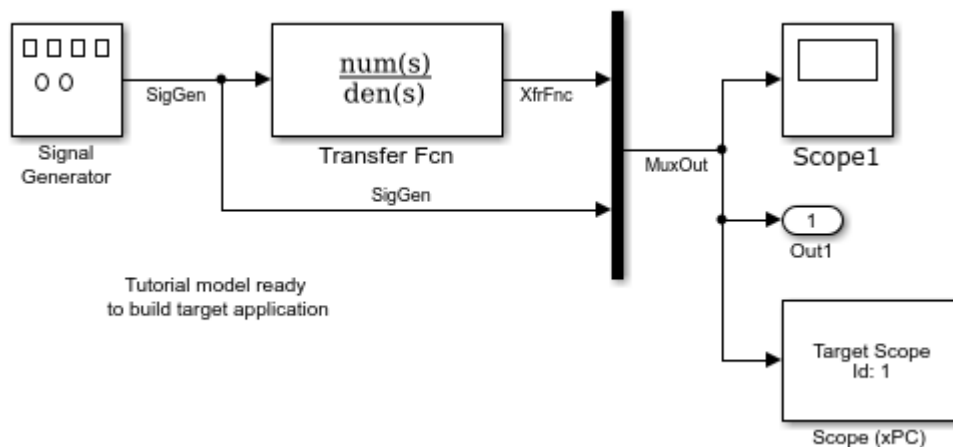 num(s)
den(s)
SigGen
XfrFnc
Signal
Generator
Transfer Fcn
SigGen
MuxOut
Scope1
1
Out1
Tutorial model ready
to build target application
Target Scope
Id: 1
Scope (xPC)